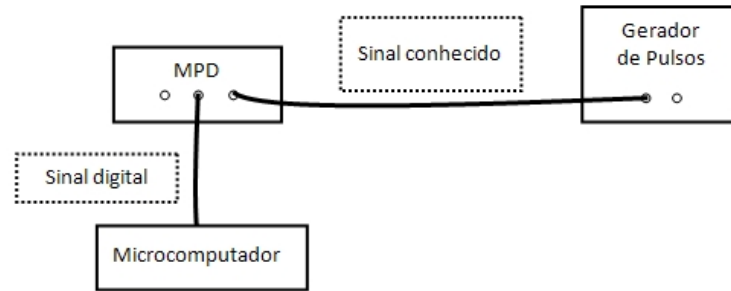 Gerador
de Pulsos
Sinal conhecido
MPD
Sinal digital
Microcomputador